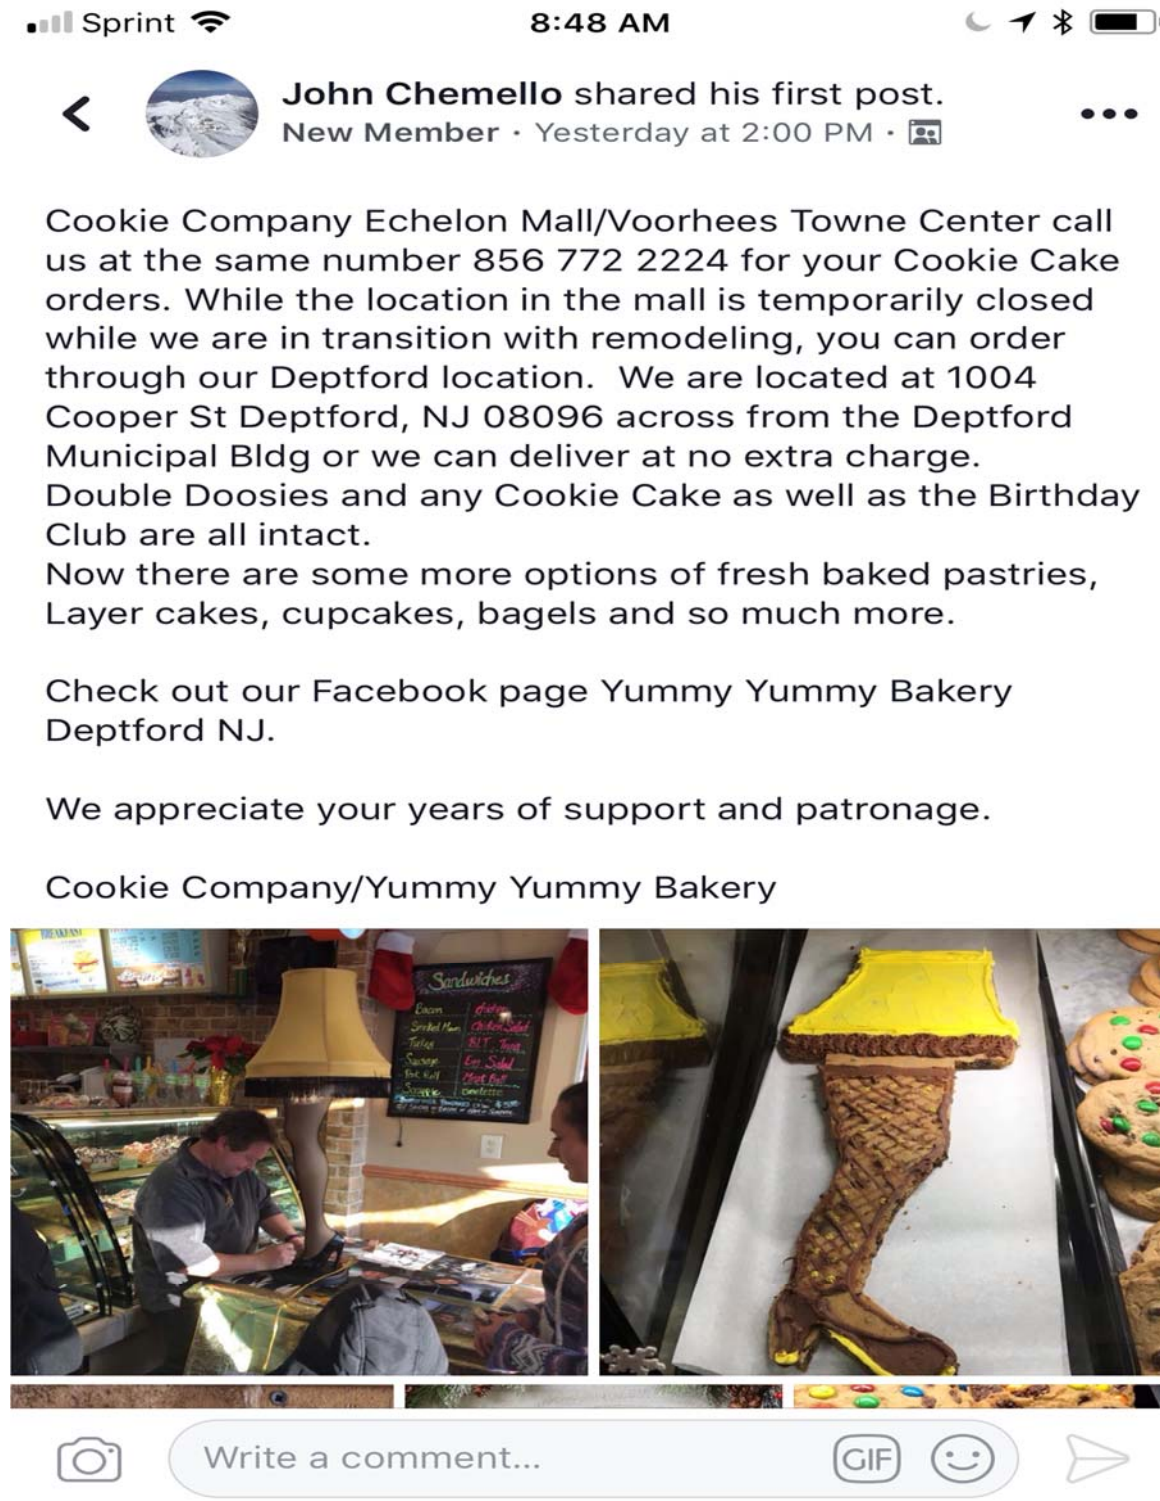 Sprint 8:48 AM
John Chemello shared his first post.
New Member · Yesterday at 2:00 PM ·
Cookie Company Echelon Mall/Voorhees Towne Center call
us at the same number 856 772 2224 for your Cookie Cake
orders. While the location in the mall is temporarily closed
while we are in transition with remodeling, you can order
through our Deptford location.  We are located at 1004
Cooper St Deptford, NJ 08096 across from the Deptford
Municipal Bldg or we can deliver at no extra charge.
Double Doosies and any Cookie Cake as well as the Birthday
Club are all intact.
Now there are some more options of fresh baked pastries,
Layer cakes, cupcakes, bagels and so much more.
Check out our Facebook page Yummy Yummy Bakery
Deptford NJ.
We appreciate your years of support and patronage.
Cookie Company/Yummy Yummy Bakery
BREAKFAST
Sandwiches
Bacon
Chicken Salad
Turkey BLT
Sausage Egg Salad
Pork Roll
Scrapple
Write a comment...
GIF